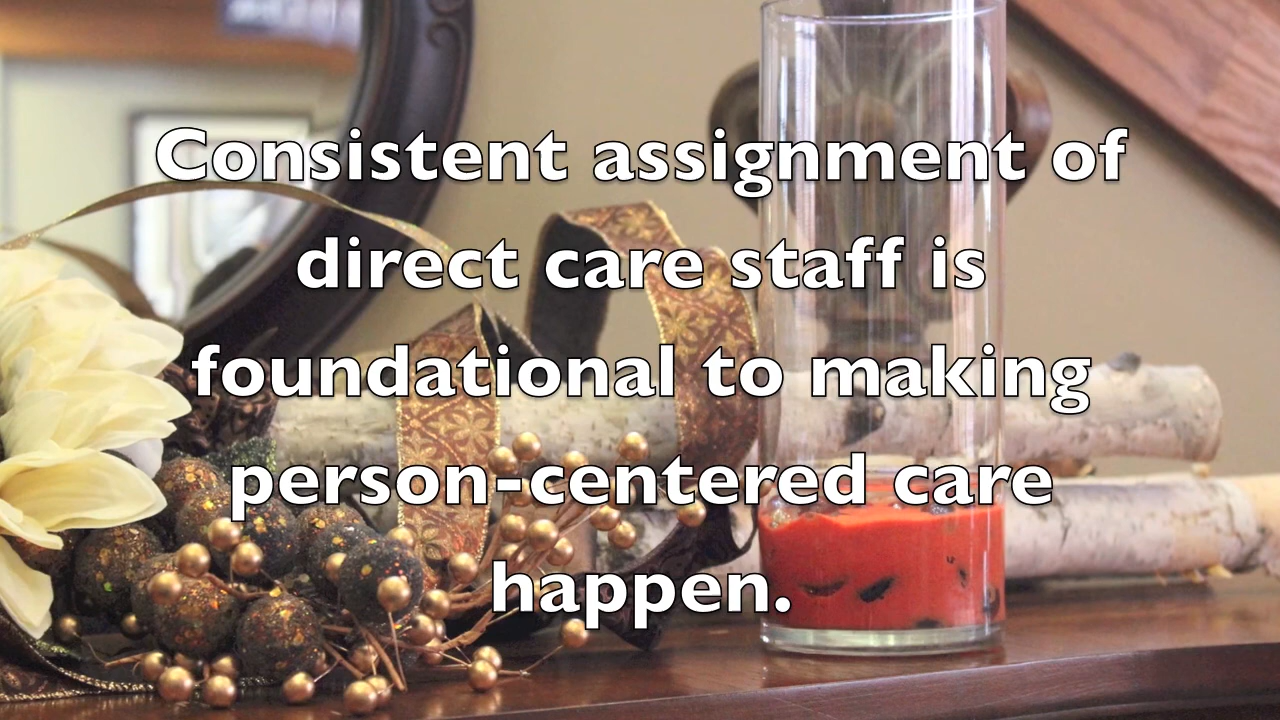 Consistent assignment of
direct care staff is
foundational to making
person-centered care
happen.